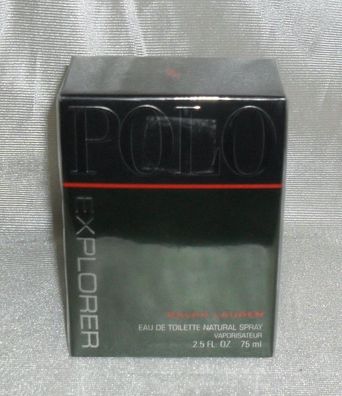 POLO
EXPLORER
RALPH LAUREN
EAU DE TOILETTE NATURAL SPRAY
VAPORISATEUR
2.5 FL. OZ. 75 ml